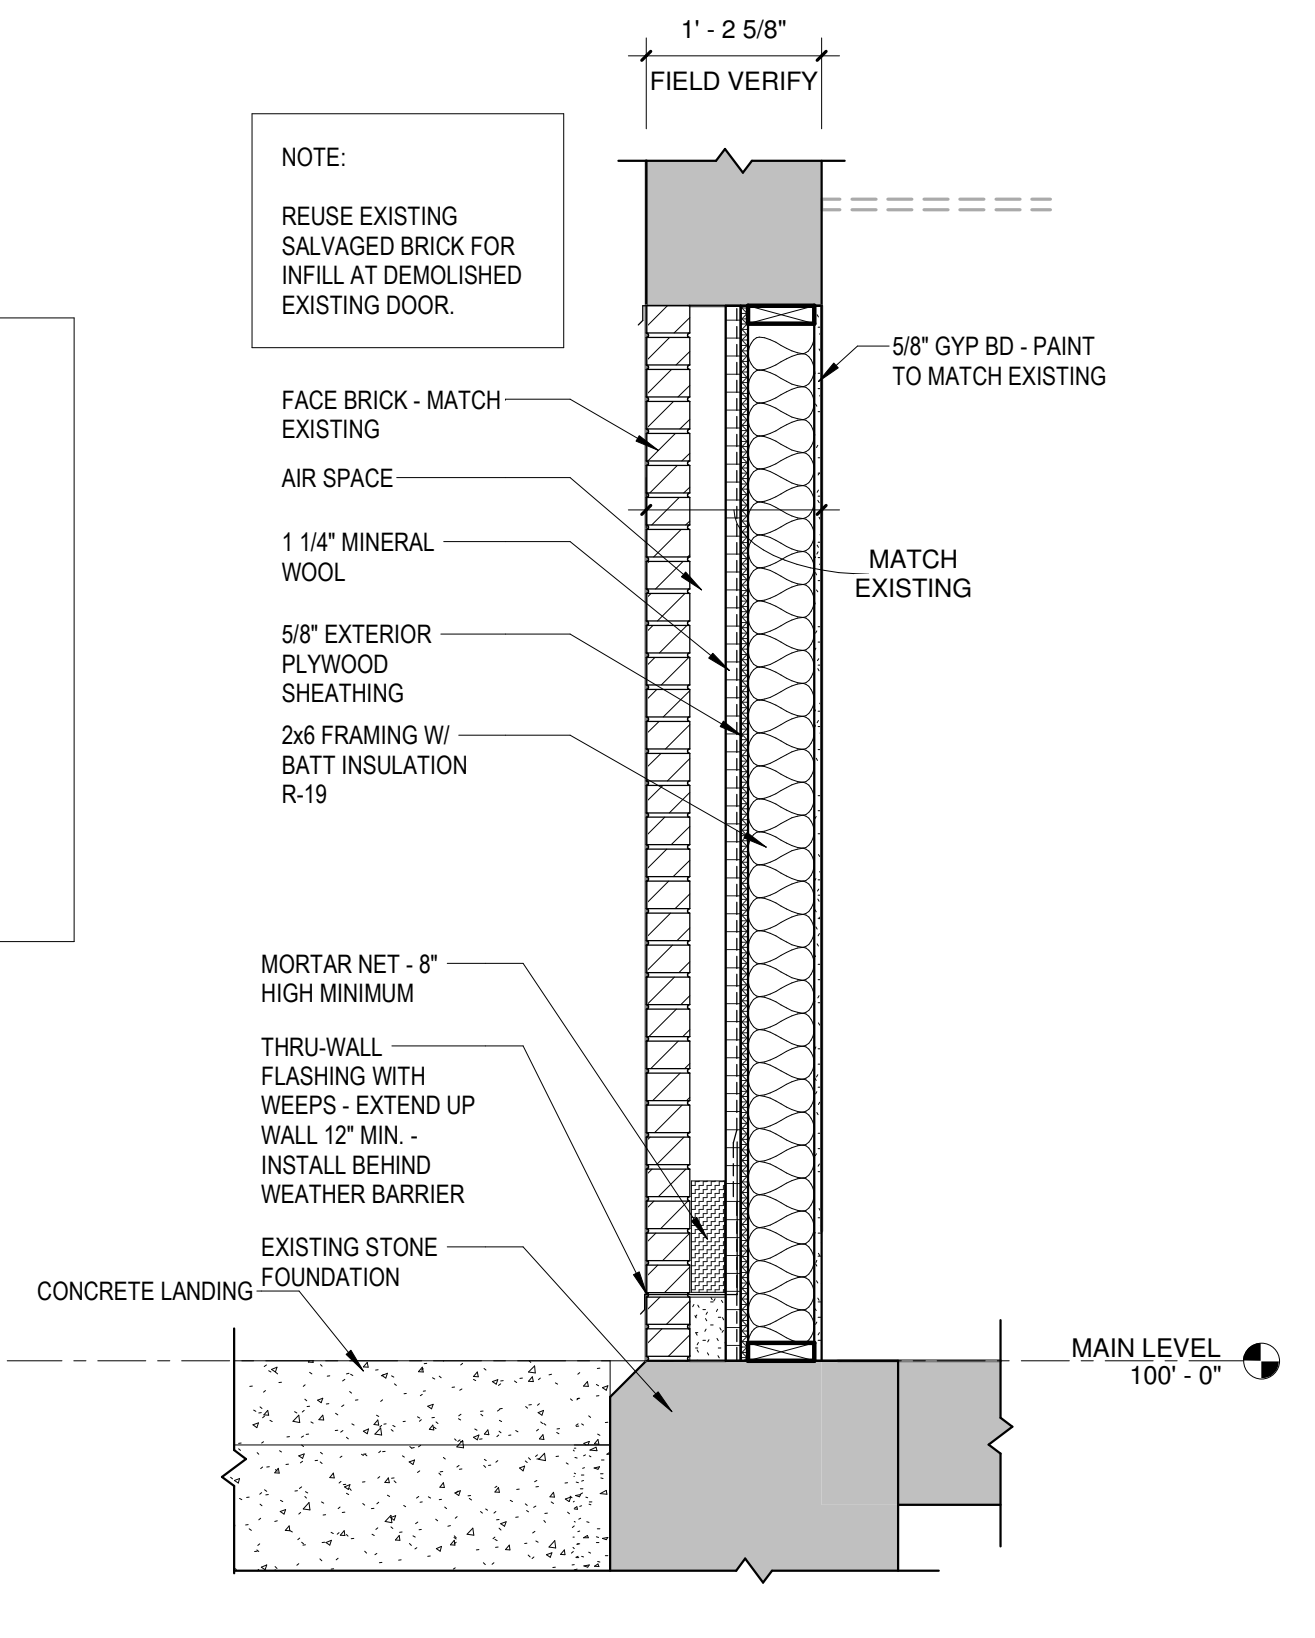 1' - 2 5/8"
FIELD VERIFY
NOTE:
REUSE EXISTING
SALVAGED BRICK FOR
INFILL AT DEMOLISHED
EXISTING DOOR.
5/8" GYP BD - PAINT
TO MATCH EXISTING
FACE BRICK - MATCH
EXISTING
AIR SPACE
1 1/4" MINERAL
WOOL
MATCH
EXISTING
5/8" EXTERIOR
PLYWOOD
SHEATHING
2x6 FRAMING W/
BATT INSULATION
R-19
MORTAR NET - 8"
HIGH MINIMUM
THRU-WALL
FLASHING WITH
WEEPS - EXTEND UP
WALL 12" MIN. -
INSTALL BEHIND
WEATHER BARRIER
EXISTING STONE
FOUNDATION
CONCRETE LANDING
MAIN LEVEL
100' - 0"